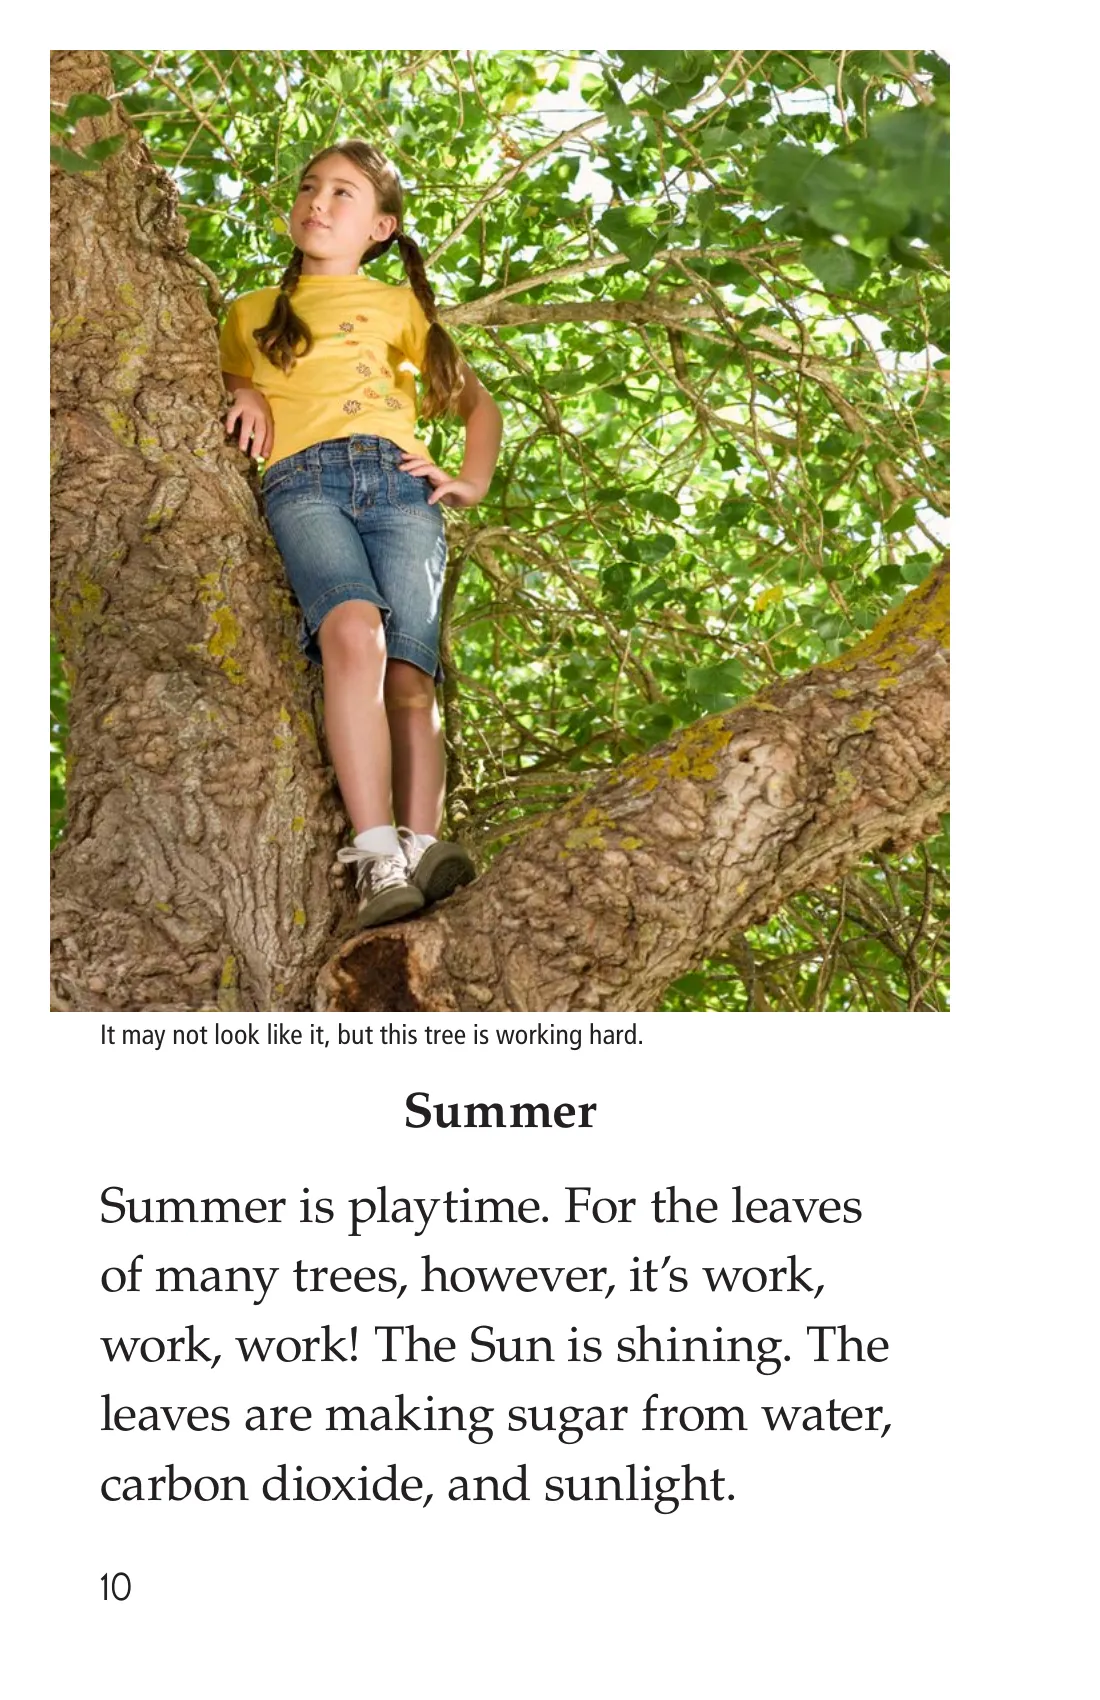 It may not look like it, but this tree is working hard.
Summer
Summer is playtime. For the leaves
of many trees, however, it’s work,
work, work! The Sun is shining. The
leaves are making sugar from water,
carbon dioxide, and sunlight.
10